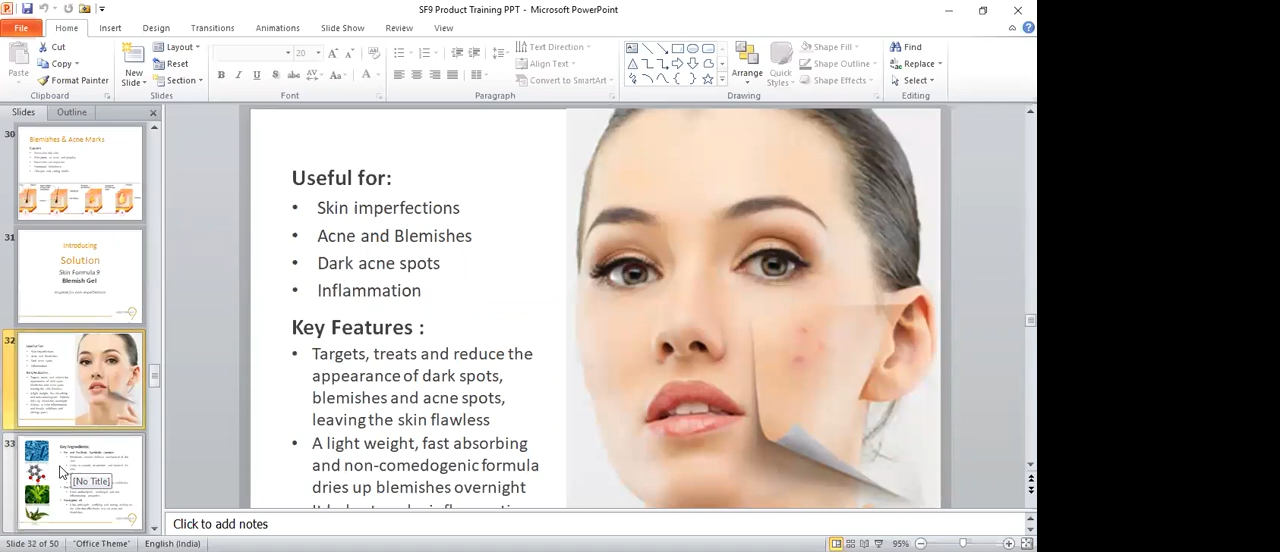 SF9 Product Training PPT - Microsoft PowerPoint
File Home Insert Design Transitions Animations Slide Show Review View
Paste
Cut
Copy
Format Painter
Clipboard
New
Slide
Layout
Reset
Section
Slides
20
B I U S abc AV Aa A
Font
Text Direction
Align Text
Convert to SmartArt
Paragraph
Arrange
Quick
Styles
Shape Fill
Shape Outline
Shape Effects
Drawing
Find
Replace
Select
Editing
Slides Outline
30
Blemishes & Acne Marks
31
Introducing
Solution
Skin Formula 9
Blemish Gel
32
33
Key Ingredients:
[No Title]
Useful for:
• Skin imperfections
• Acne and Blemishes
• Dark acne spots
• Inflammation
Key Features :
• Targets, treats and reduce the
appearance of dark spots,
blemishes and acne spots,
leaving the skin flawless
• A light weight, fast absorbing
and non-comedogenic formula
dries up blemishes overnight
Click to add notes
Slide 32 of 50 "Office Theme" English (India) 95%